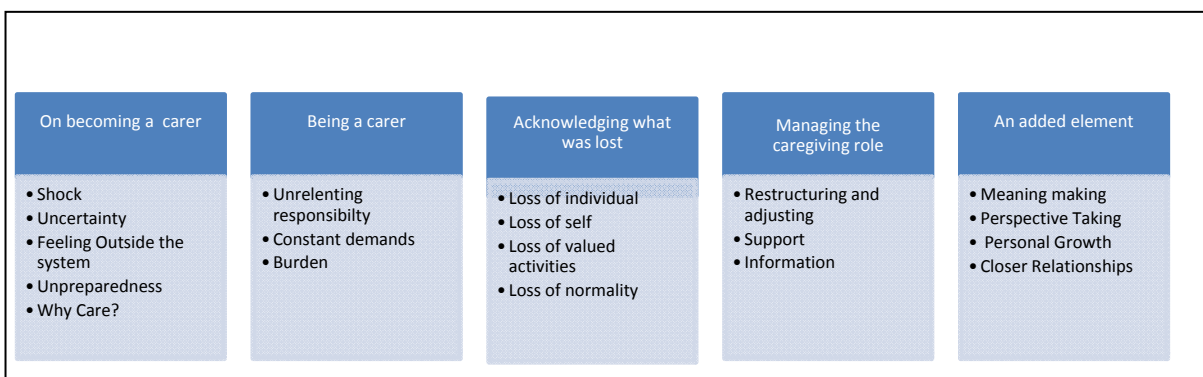 On becoming a  carer
• Shock
• Uncertainty
• Feeling Outside the
system
• Unpreparedness
• Why Care?
Being a carer
• Unrelenting
responsibilty
• Constant demands
• Burden
Acknowledging what
was lost
• Loss of individual
• Loss of self
• Loss of valued
activities
• Loss of normality
Managing the
caregiving role
• Restructuring and
adjusting
• Support
• Information
An added element
• Meaning making
• Perspective Taking
•  Personal Growth
• Closer Relationships